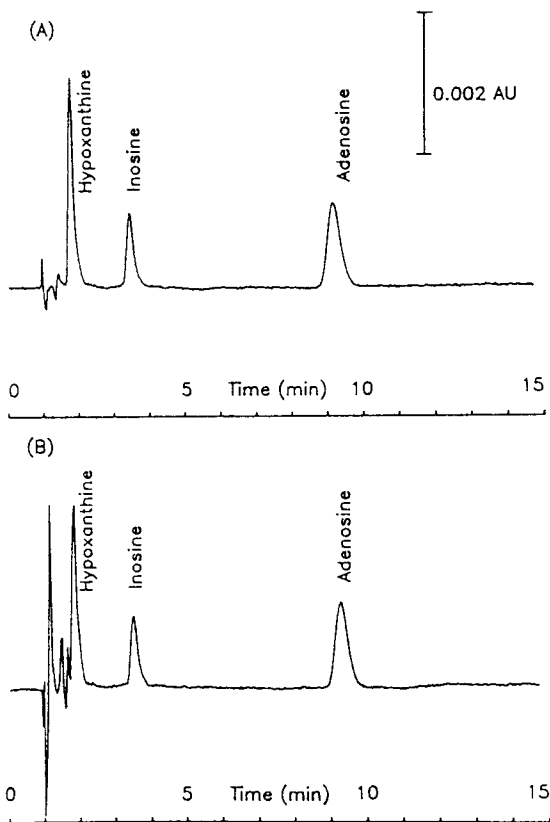 (A)
0.002 AU
Hypoxanthine
Inosine
Adenosine
0 5 Time (min) 10 15
(B)
Hypoxanthine
Inosine
Adenosine
0 5 Time (min) 10 15